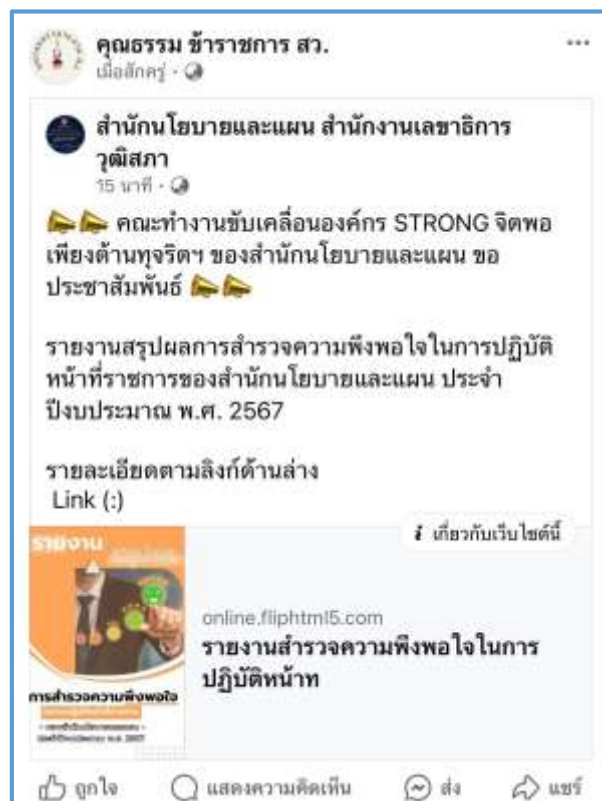 คุณธรรม ข้าราชการ สว.
เมื่อสักครู่ ·
สำนักนโยบายและแผน สำนักงานเลขาธิการ
วุฒิสภา
15 นาที ·
คณะทำงานขับเคลื่อนองค์กร STRONG จิตพอ
เพียงต้านทุจริตฯ ของสำนักนโยบายและแผน ขอ
ประชาสัมพันธ์
รายงานสรุปผลการสำรวจความพึงพอใจในการปฏิบัติ
หน้าที่ราชการของสำนักนโยบายและแผน ประจำ
ปีงบประมาณ พ.ศ. 2567
รายละเอียดตามลิงก์ด้านล่าง
Link (:)
i เกี่ยวกับเว็บไซต์นี้
รายงาน
การสำรวจความพึงพอใจ
online.fliphtml5.com
รายงานสำรวจความพึงพอใจในการ
ปฏิบัติหน้าท
ถูกใจ แสดงความคิดเห็น ส่ง แชร์